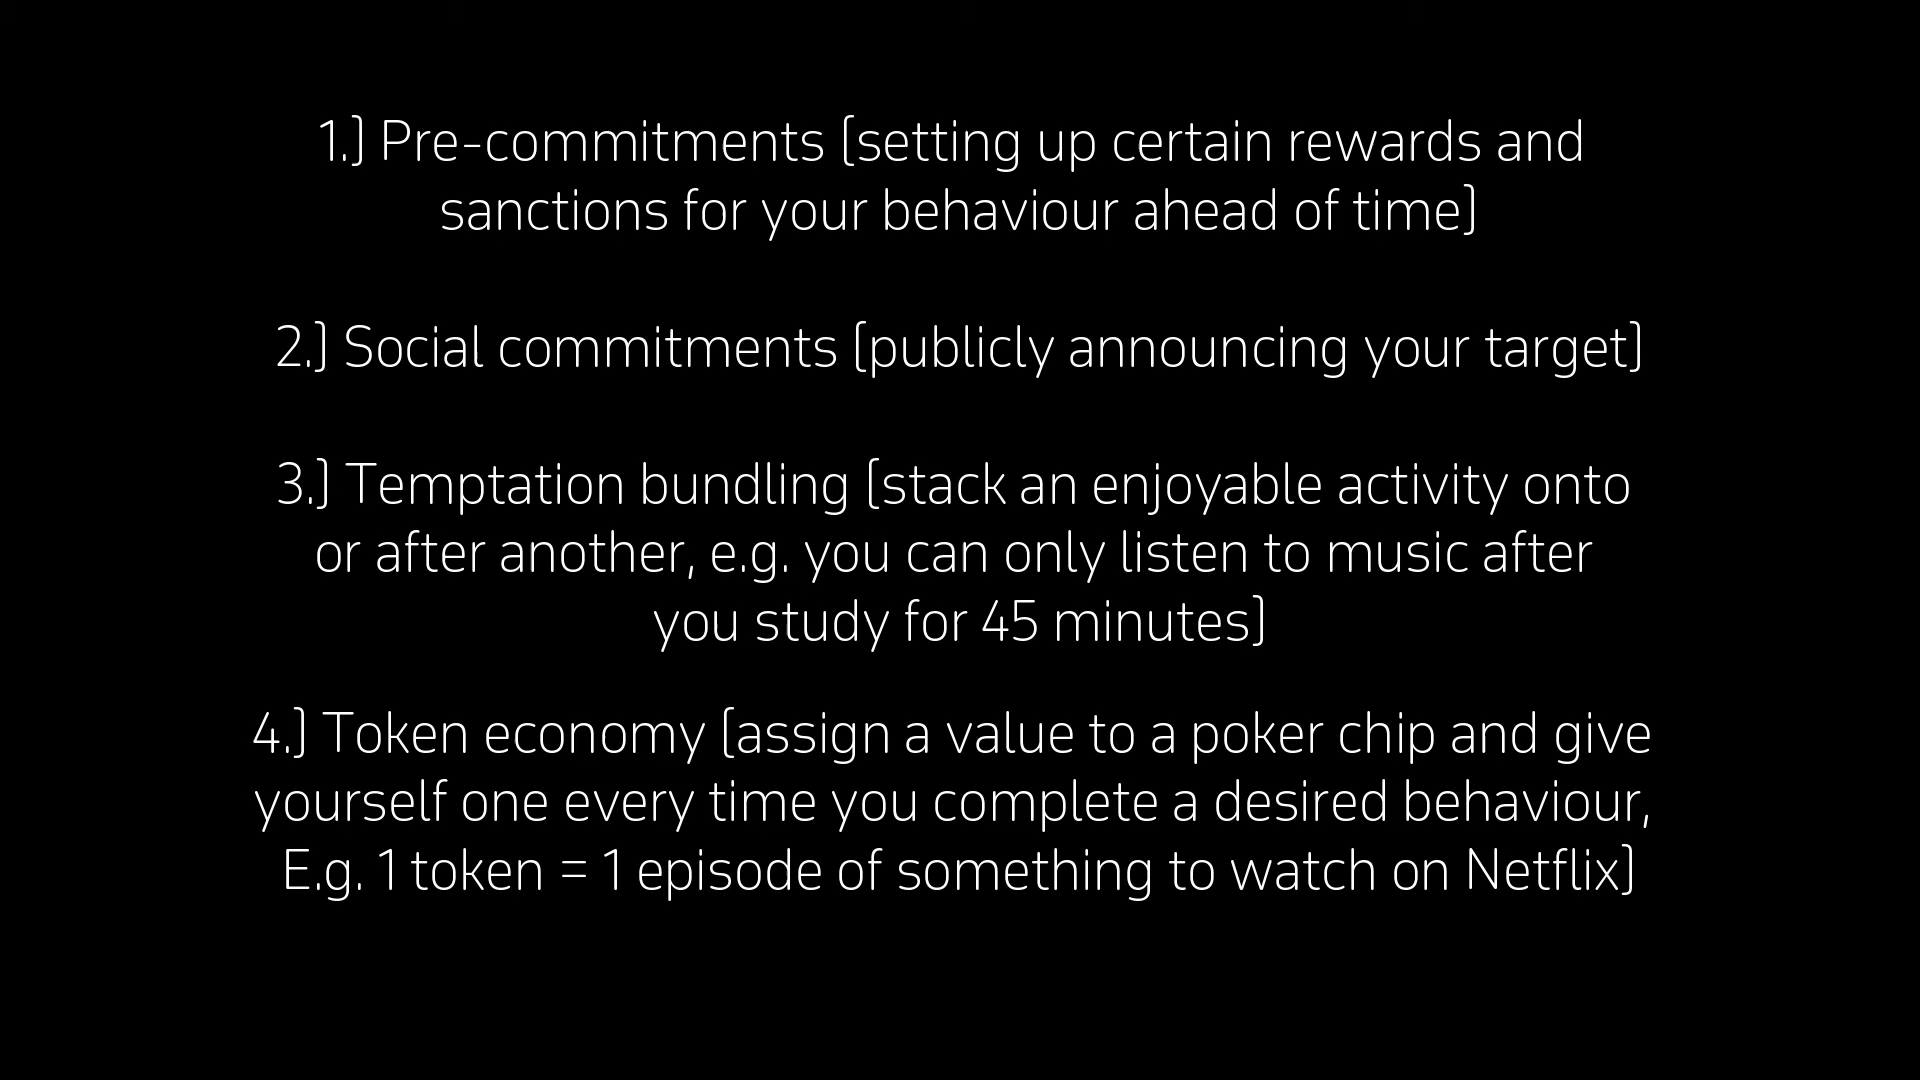 1.) Pre-commitments (setting up certain rewards and
sanctions for your behaviour ahead of time)
2.) Social commitments (publicly announcing your target)
3.) Temptation bundling (stack an enjoyable activity onto
or after another, e.g. you can only listen to music after
you study for 45 minutes)
4.) Token economy (assign a value to a poker chip and give
yourself one every time you complete a desired behaviour,
E.g. 1 token = 1 episode of something to watch on Netflix)